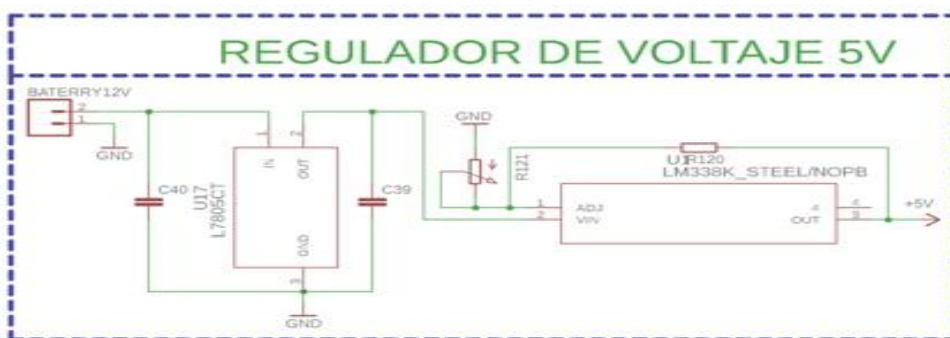 REGULADOR DE VOLTAJE 5V
BATERRY12V
2
1
GND
C40
U17
L7805CT
1
IN
2
OUT
GND
3
GND
C39
GND
R121
R120
LM338K_STEEL/NOPB
1
ADJ
2
VIN
4
4
OUT
3
+5V